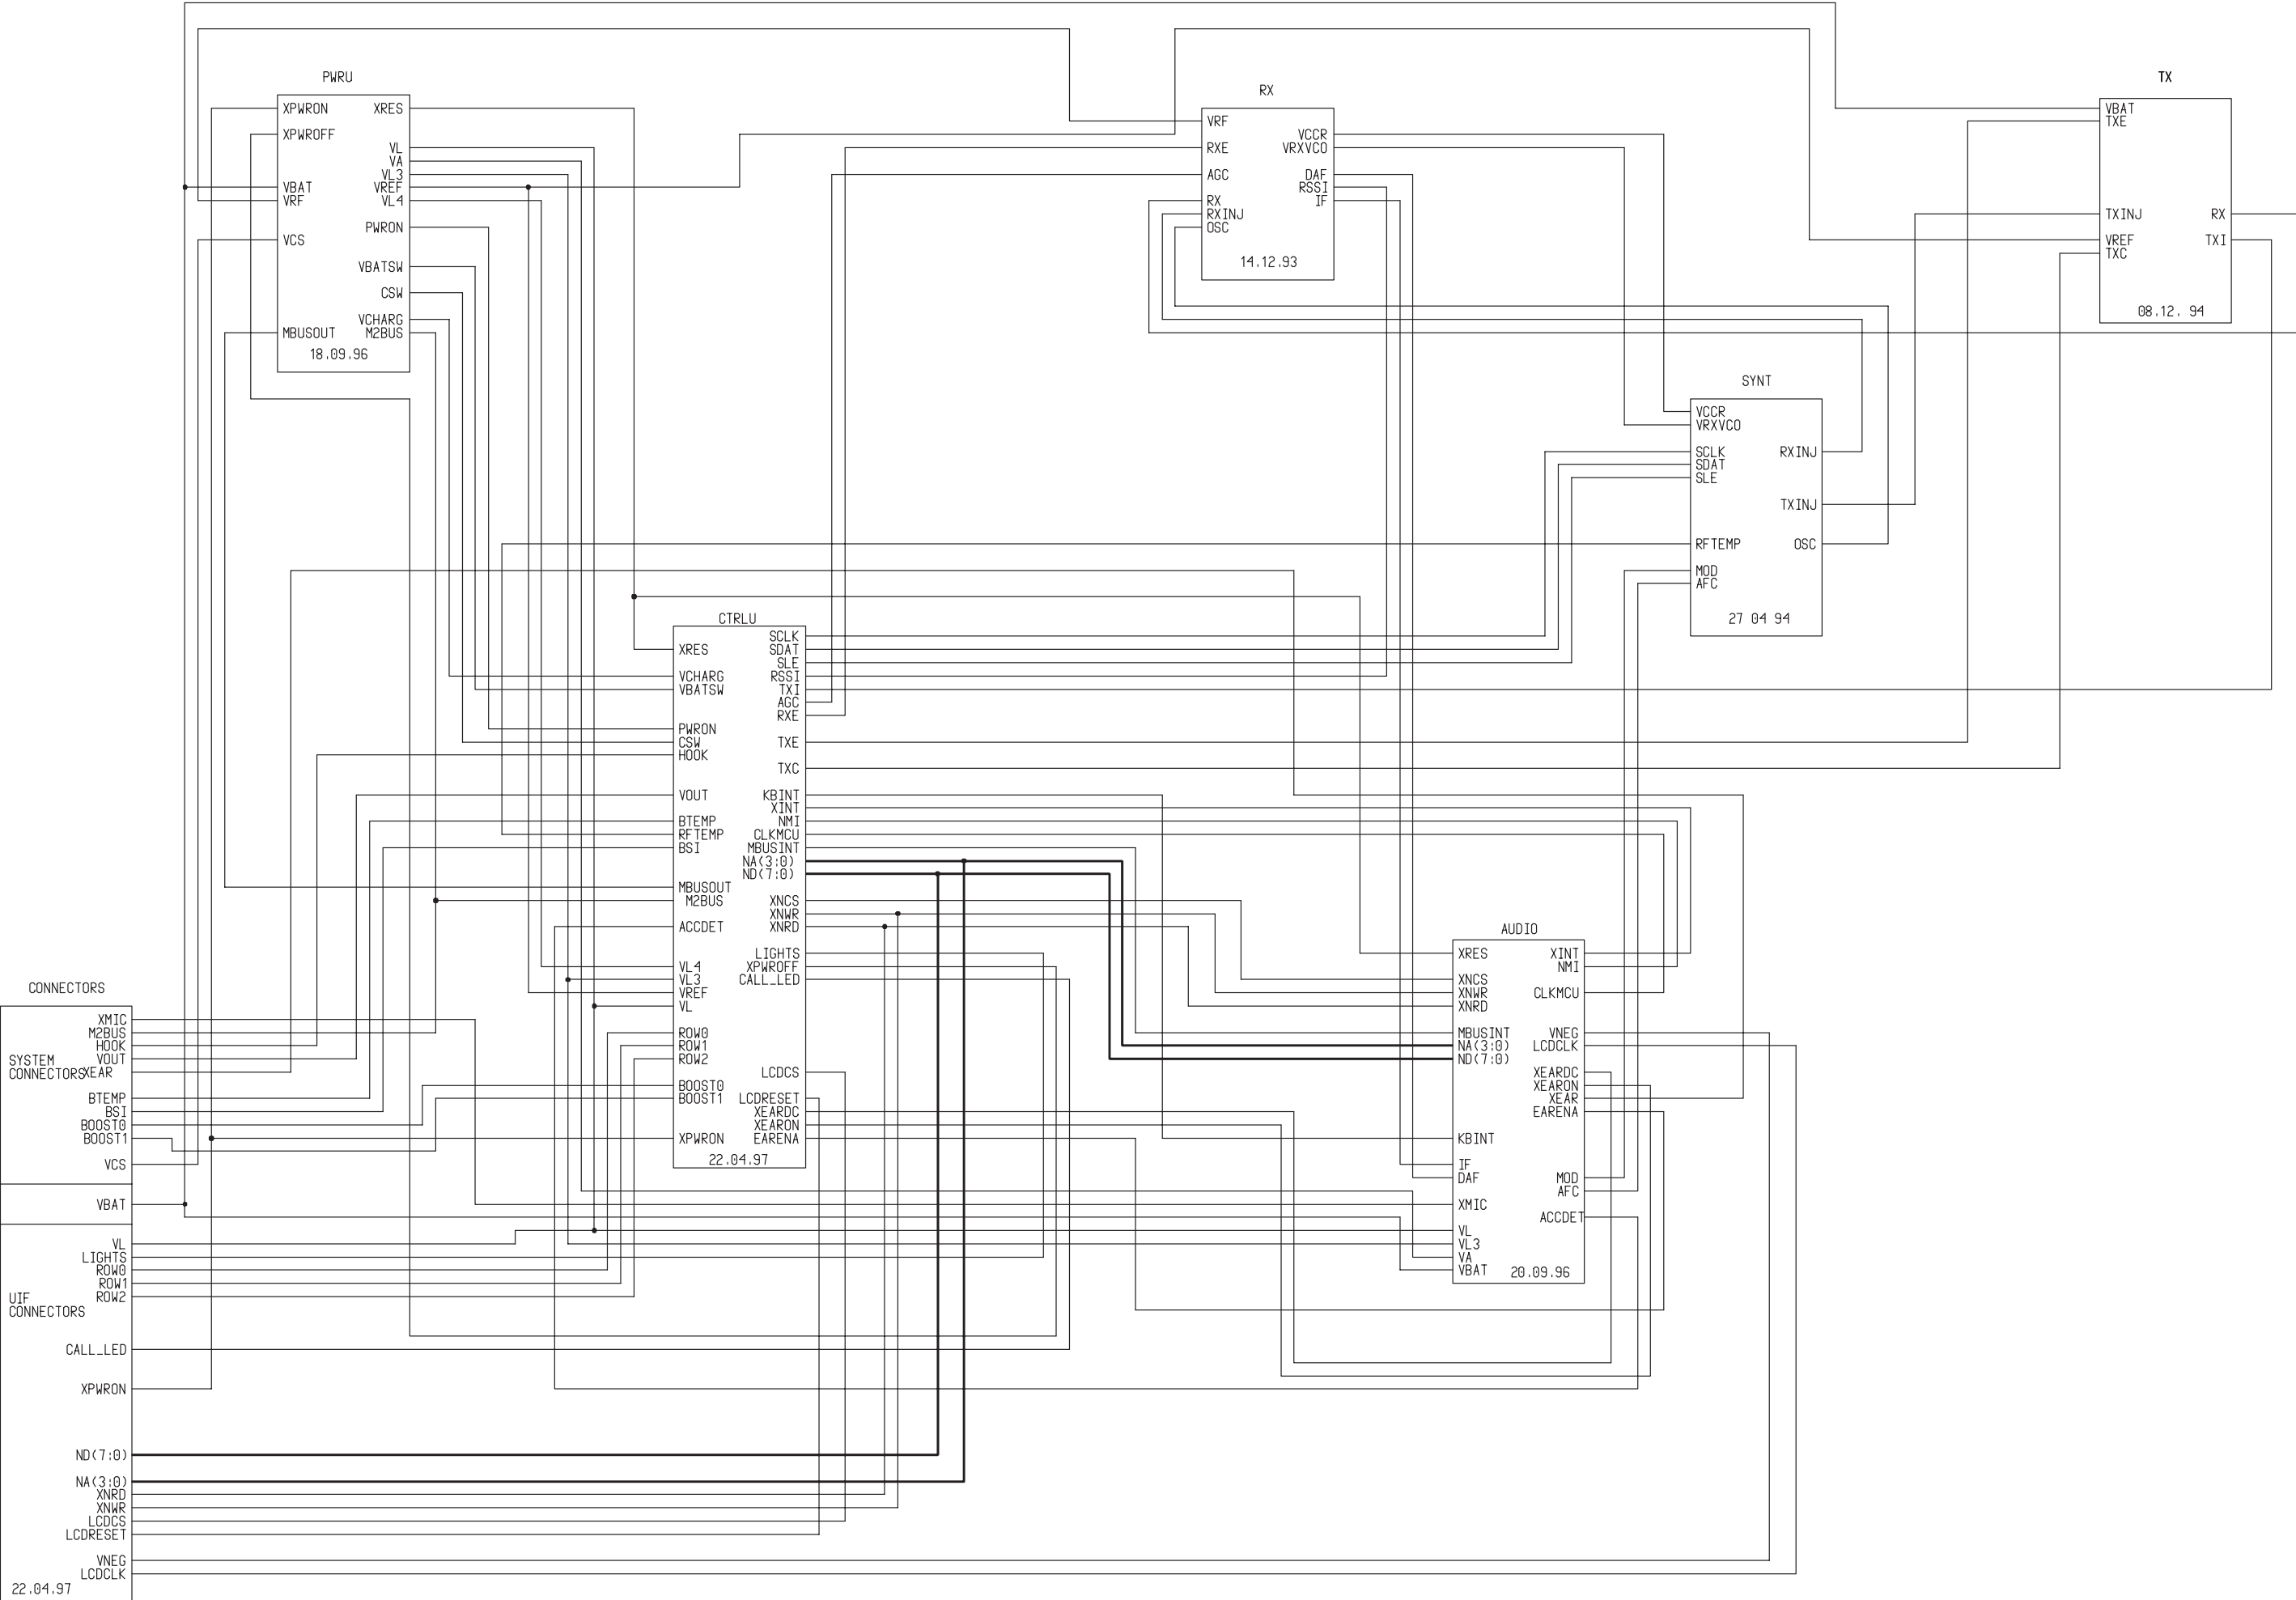 PWRU
XPWRON XRES
XPWROFF
VL
VA
VL3
VBAT VREF
VRF VL4
PWRON
VCS
VBATSW
CSW
VCHARG
MBUSOUT M2BUS
18.09.96
RX
VRF
VCCR
RXE VRXVCO
AGC DAF
RSSI
RX IF
RXINJ
OSC
14.12.93
TX
VBAT
TXE
TXINJ RX
VREF TXI
TXC
08.12. 94
SYNT
VCCR
VRXVCO
SCLK RXINJ
SDAT
SLE
TXINJ
RFTEMP OSC
MOD
AFC
27 04 94
CTRLU
SCLK
XRES SDAT
SLE
VCHARG RSSI
VBATSW TXI
AGC
RXE
PWRON
CSW TXE
HOOK
TXC
VOUT KBINT
XINT
BTEMP NMI
RFTEMP CLKMCU
BSI MBUSINT
NA(3:0)
ND(7:0)
MBUSOUT
M2BUS XNCS
XNWR
ACCDET XNRD
LIGHTS
VL4 XPWROFF
VL3 CALL_LED
VREF
VL
ROW0
ROW1
ROW2
LCDCS
BOOST0
BOOST1 LCDRESET
XEARDC
XEARON
XPWRON EARENA
22.04.97
AUDIO
XRES XINT
NMI
XNCS
XNWR CLKMCU
XNRD
MBUSINT VNEG
NA(3:0) LCDCLK
ND(7:0)
XEARDC
XEARON
XEAR
EARENA
KBINT
IF
DAF MOD
AFC
XMIC
ACCDET
VL
VL3
VA
VBAT 20.09.96
CONNECTORS
XMIC
M2BUS
HOOK
SYSTEM VOUT
CONNECTORS XEAR
BTEMP
BSI
BOOST0
BOOST1
VCS
VBAT
VL
LIGHTS
ROW0
ROW1
UIF ROW2
CONNECTORS
CALL_LED
XPWRON
ND(7:0)
NA(3:0)
XNRD
XNWR
LCDCS
LCDRESET
VNEG
LCDCLK
22.04.97